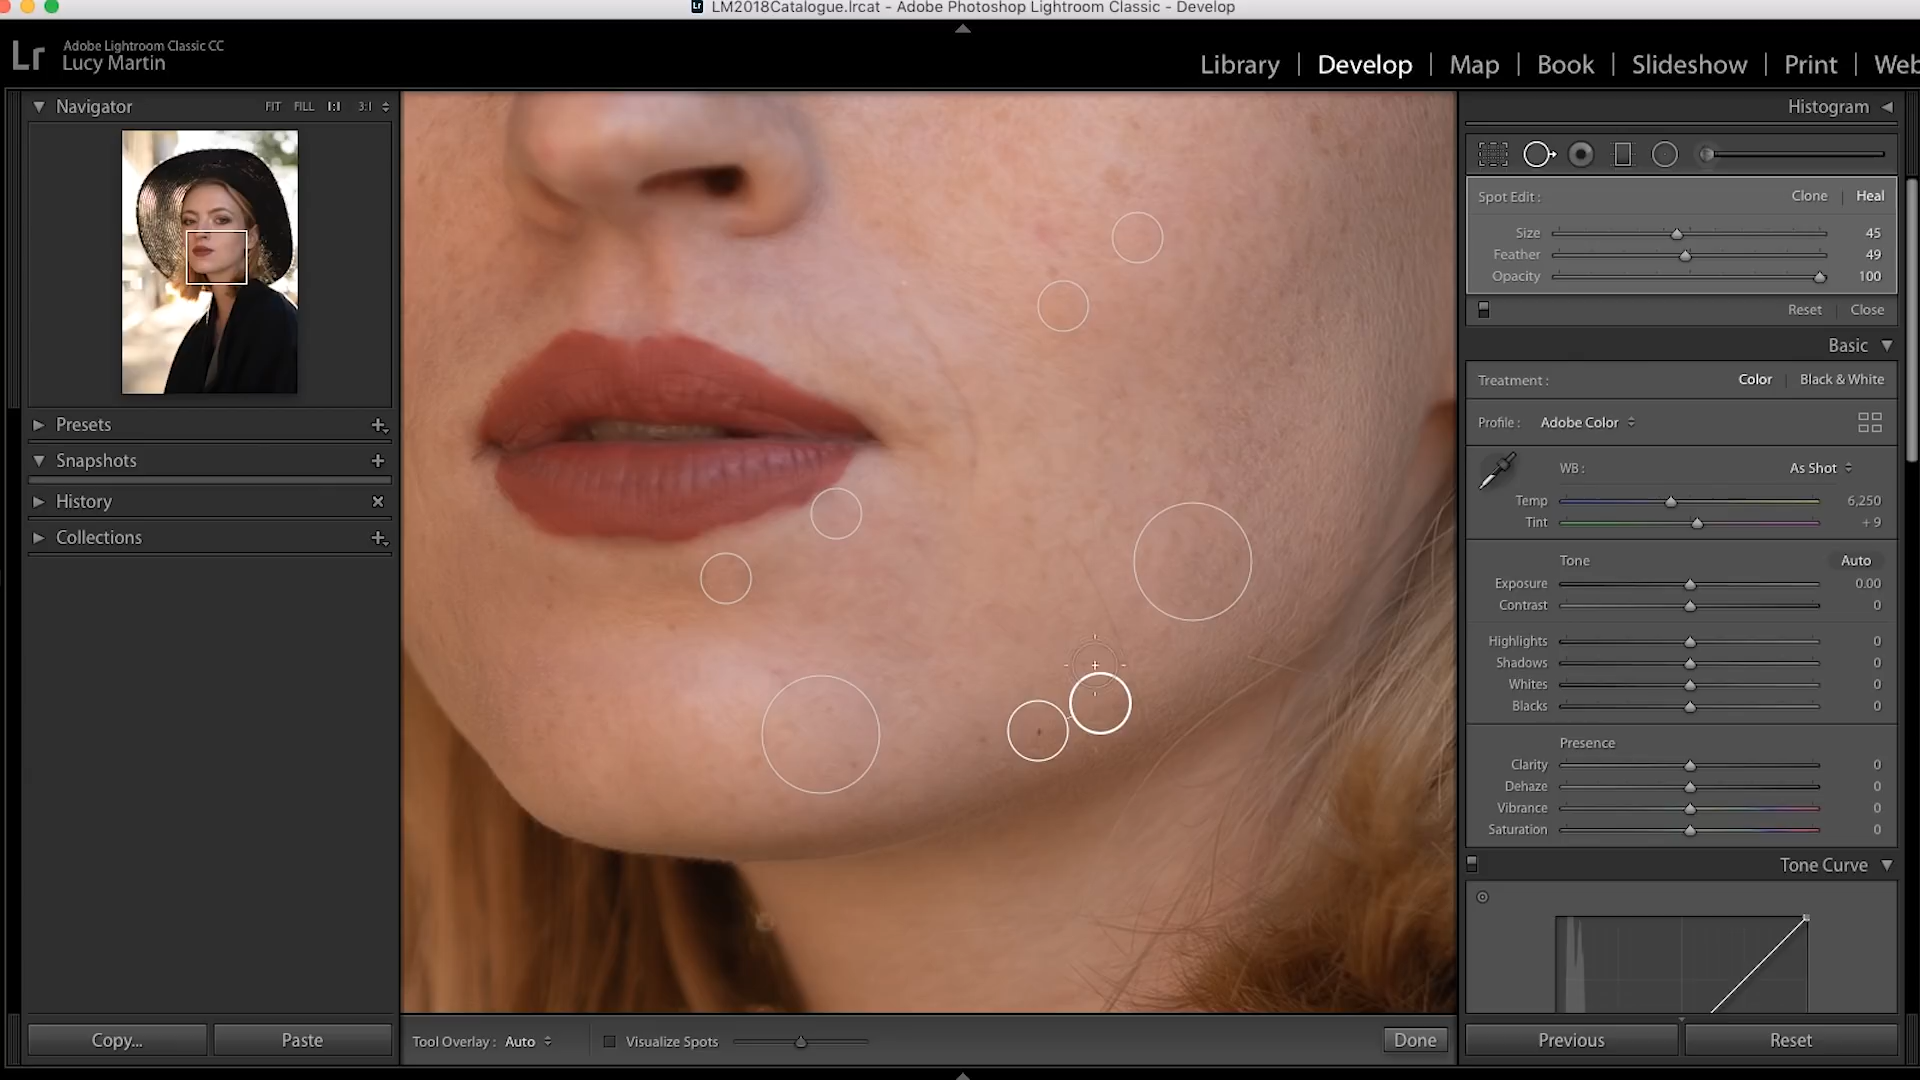 LM2018Catalogue.lrcat - Adobe Photoshop Lightroom Classic - Develop
Lr
Adobe Lightroom Classic CC
Lucy Martin
Library | Develop | Map | Book | Slideshow | Print | Web
Navigator FIT FILL 1:1 3:1
Presets
Snapshots
History
Collections
Copy... Paste
Tool Overlay : Auto Visualize Spots Done
Histogram
Spot Edit : Clone | Heal
Size 45
Feather 49
Opacity 100
Reset | Close
Basic
Treatment : Color | Black & White
Profile : Adobe Color
WB : As Shot
Temp 6,250
Tint + 9
Tone Auto
Exposure 0.00
Contrast 0
Highlights 0
Shadows 0
Whites 0
Blacks 0
Presence
Clarity 0
Dehaze 0
Vibrance 0
Saturation 0
Tone Curve
Previous Reset